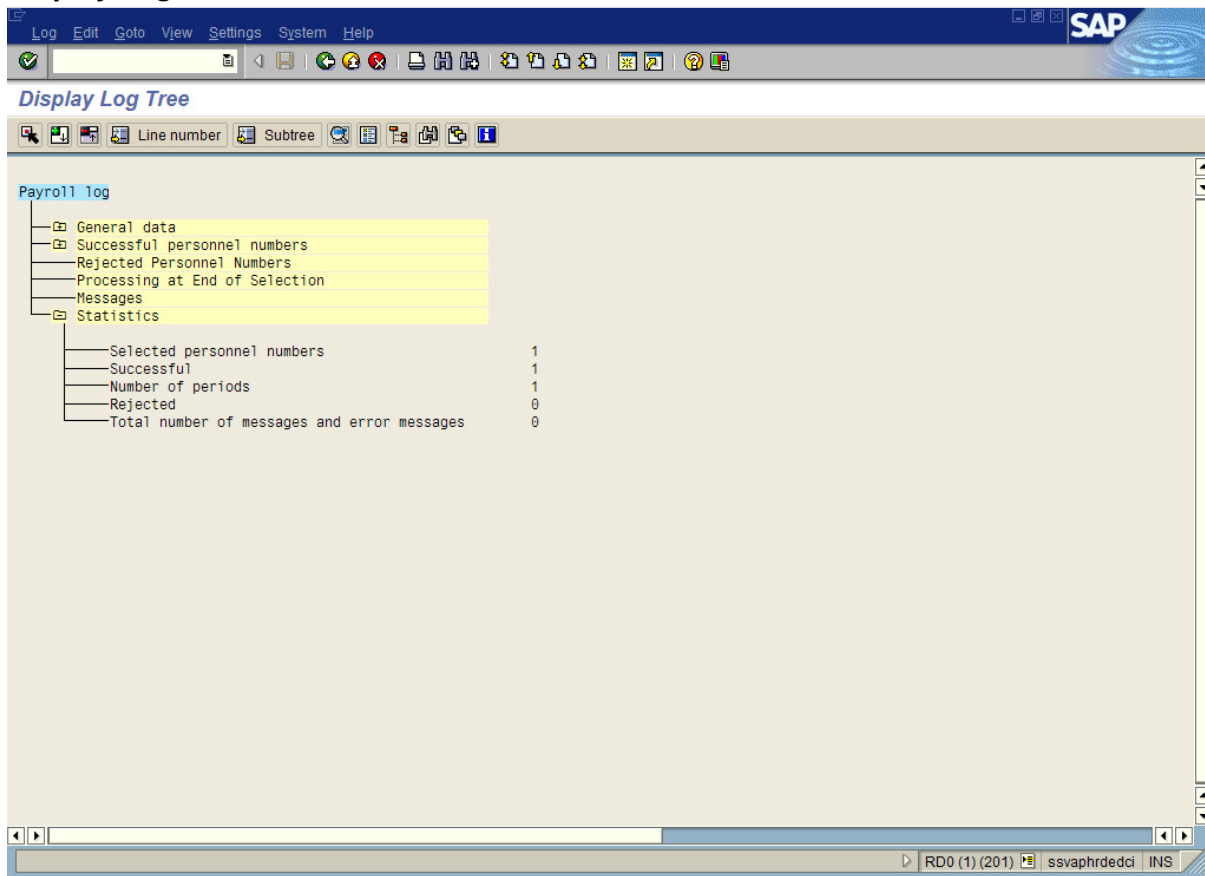 Log Edit Goto View Settings System Help
SAP
Display Log Tree
Line number Subtree
Payroll log
General data
Successful personnel numbers
Rejected Personnel Numbers
Processing at End of Selection
Messages
Statistics
Selected personnel numbers 1
Successful 1
Number of periods 1
Rejected 0
Total number of messages and error messages 0
RD0 (1) (201) ssvaphrdedci INS